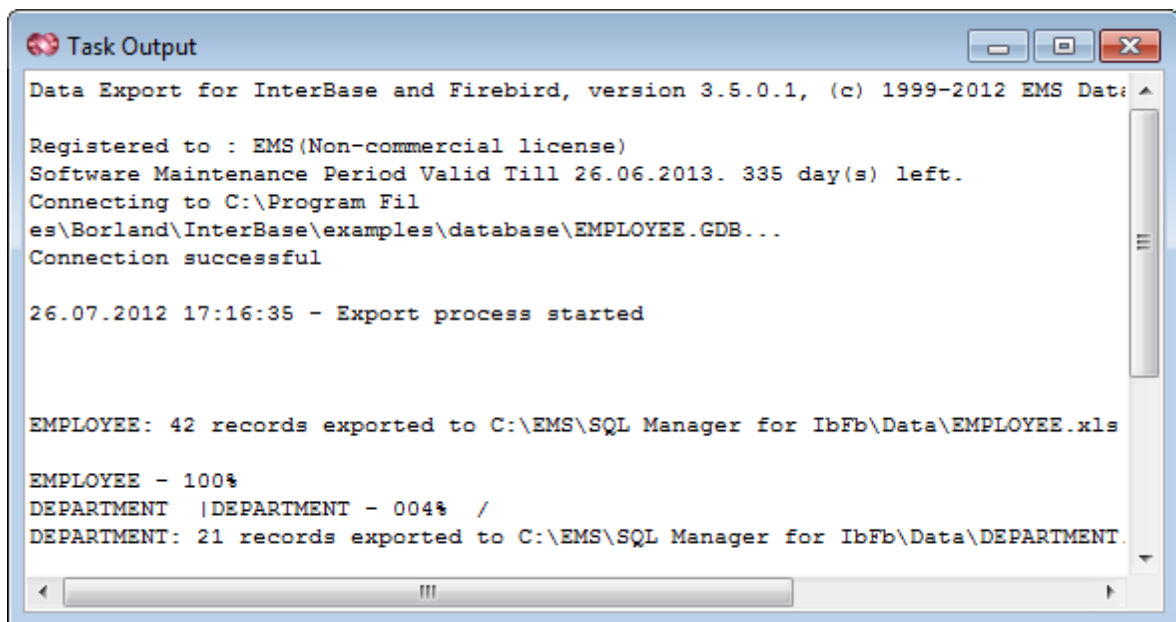 Task Output
Data Export for InterBase and Firebird, version 3.5.0.1, (c) 1999-2012 EMS Data
Registered to : EMS(Non-commercial license)
Software Maintenance Period Valid Till 26.06.2013. 335 day(s) left.
Connecting to C:\Program Fil
es\Borland\InterBase\examples\database\EMPLOYEE.GDB...
Connection successful
26.07.2012 17:16:35 - Export process started
EMPLOYEE: 42 records exported to C:\EMS\SQL Manager for IbFb\Data\EMPLOYEE.xls
EMPLOYEE - 100%
DEPARTMENT  |DEPARTMENT - 004%  /
DEPARTMENT: 21 records exported to C:\EMS\SQL Manager for IbFb\Data\DEPARTMENT.